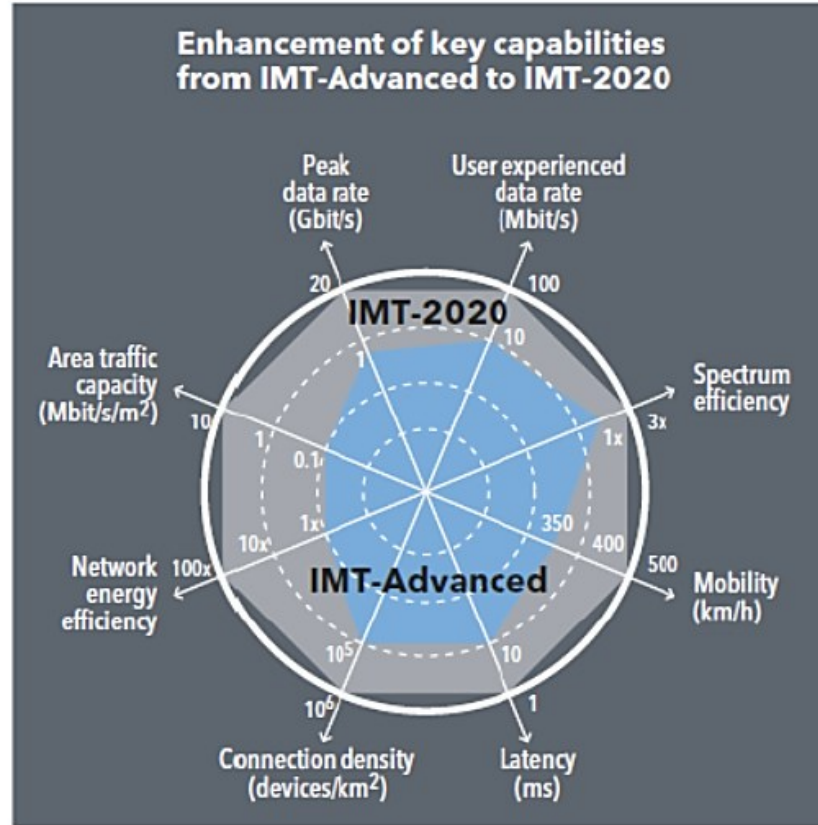 Enhancement of key capabilities
from IMT-Advanced to IMT-2020
Peak
data rate
(Gbit/s)
User experienced
data rate
(Mbit/s)
20
100
IMT-2020
1
10
Area traffic
capacity
(Mbit/s/m²)
Spectrum
efficiency
10
1
0.1
1x
3x
1x
10x
100x
350
400
500
Network
energy
efficiency
IMT-Advanced
Mobility
(km/h)
10⁵
10
10⁶
1
Connection density
(devices/km²)
Latency
(ms)